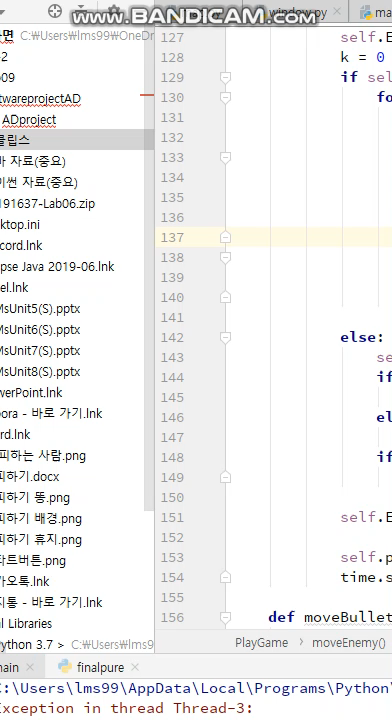 www.BANDICAM.com
window.py
ma
면 C:₩Users₩lms99₩OneDr
-2
09
twareprojectAD
ADproject
클립스
바 자료(중요)
이썬 자료(중요)
191637-Lab06.zip
ktop.ini
cord.lnk
pse Java 2019-06.lnk
el.lnk
MsUnit5(S).pptx
MsUnit6(S).pptx
MsUnit7(S).pptx
MsUnit8(S).pptx
werPoint.lnk
pora - 바로 가기.lnk
rd.lnk
피하는 사람.png
피하기.docx
피하기 똥.png
피하기 배경.png
피하기 휴지.png
타트버튼.png
카오톡.lnk
지통 - 바로 가기.lnk
al Libraries
Python 3.7 > C:₩Users₩lms9
127 self.E
128 k = 0
129 if sel
130 fo
131
132
133
134
135
136
137
138
139
140
141
142 else:
143 se
144 if
145
146 el
147
148 if
149
150
151 self.E
152
153 self.p
154 time.s
155
156 def moveBullet
PlayGame > moveEnemy()
main × finalpure ×
C:\Users\lms99\AppData\Local\Programs\Python\
Exception in thread Thread-3: